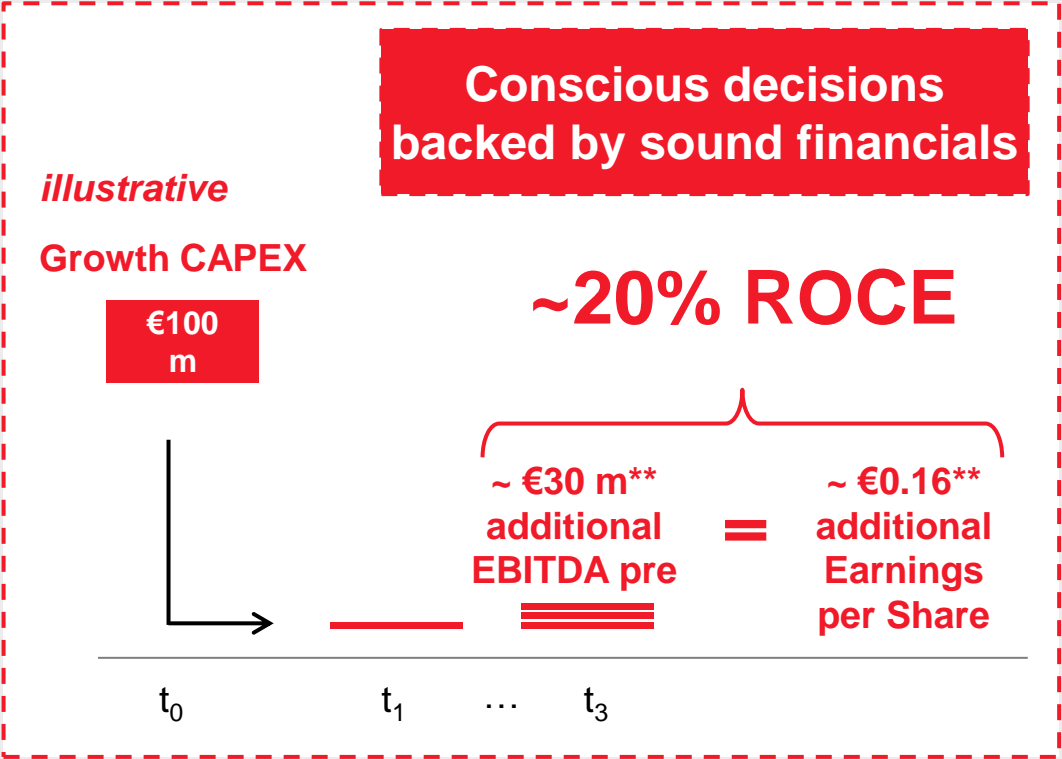 Conscious decisions
backed by sound financials
illustrative
Growth CAPEX
€100
m
~20% ROCE
~ €30 m**
additional
EBITDA pre
=
~ €0.16**
additional
Earnings
per Share
t0
t1
…
t3